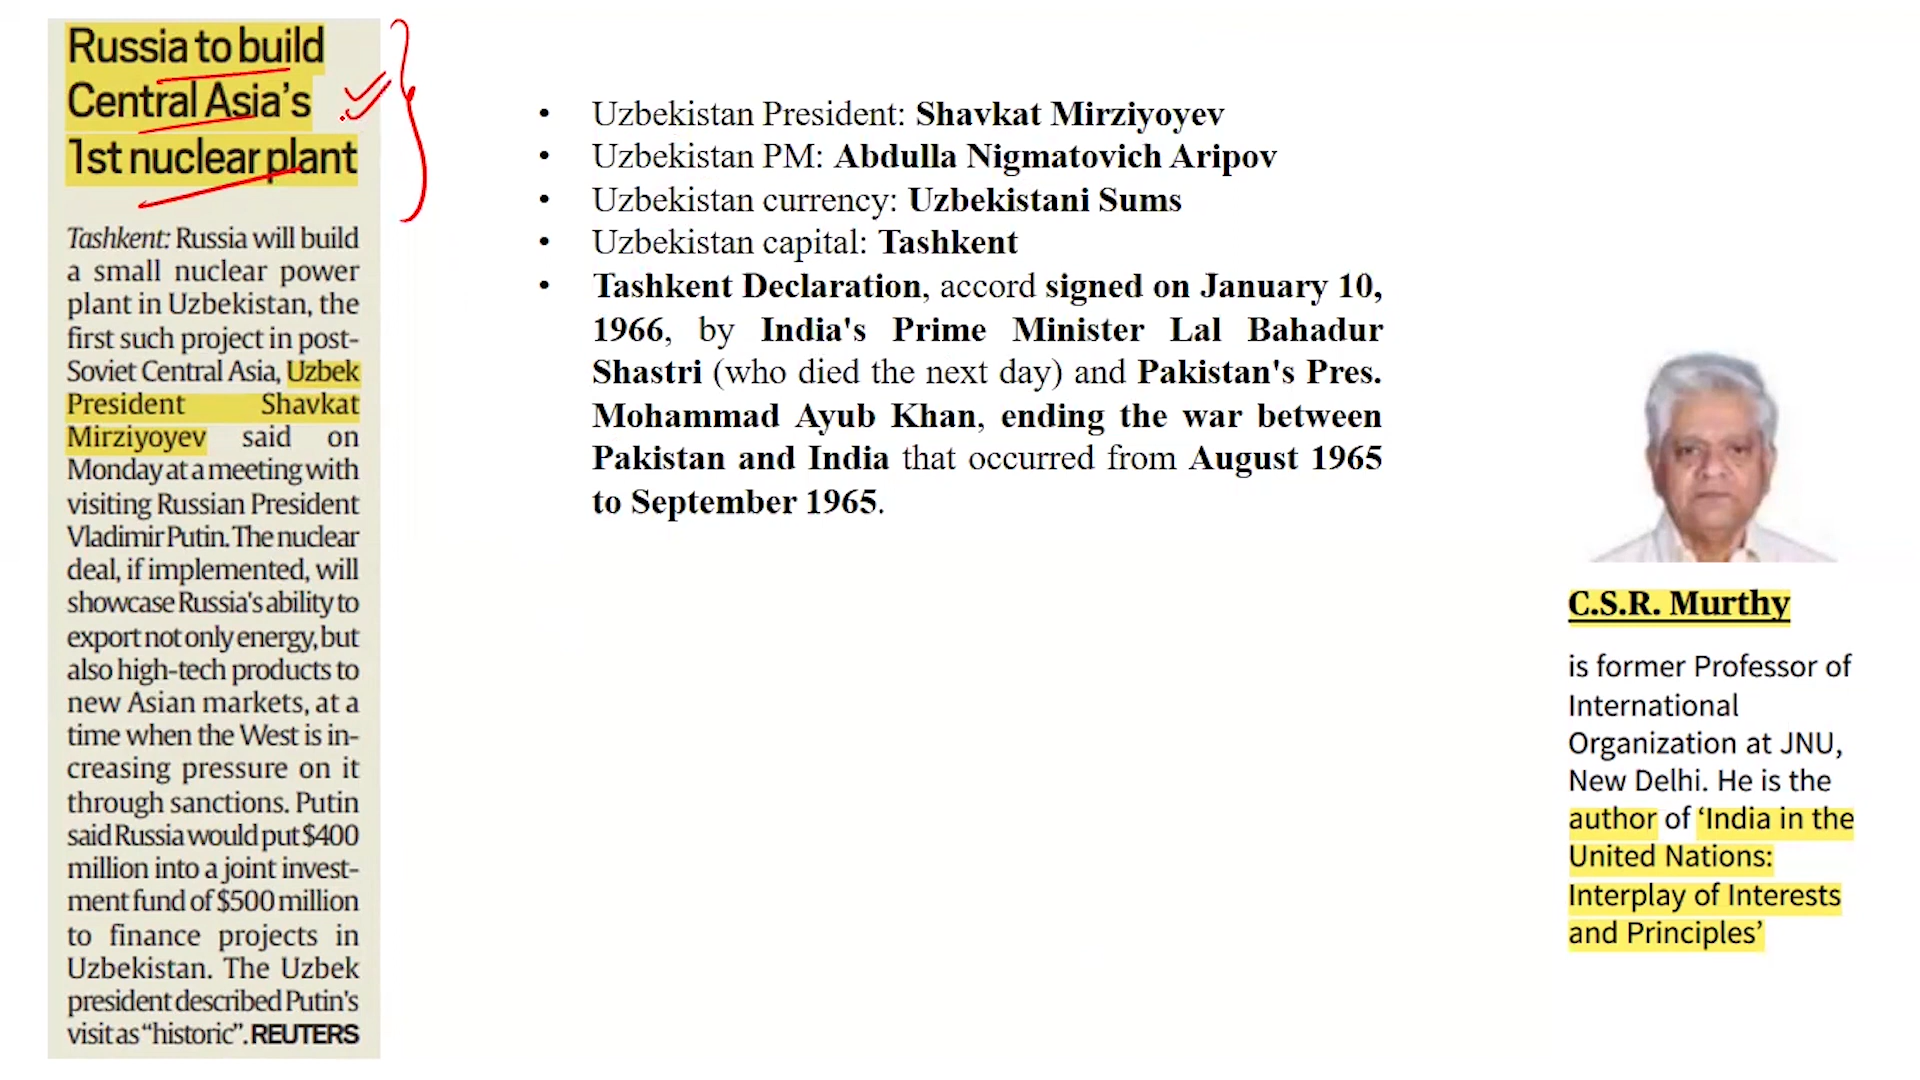 Russia to build
Central Asia’s
1st nuclear plant
Tashkent: Russia will build
a small nuclear power
plant in Uzbekistan, the
first such project in post-
Soviet Central Asia, Uzbek
President Shavkat
Mirziyoyev said on
Monday at a meeting with
visiting Russian President
Vladimir Putin. The nuclear
deal, if implemented, will
showcase Russia's ability to
export not only energy, but
also high-tech products to
new Asian markets, at a
time when the West is in-
creasing pressure on it
through sanctions. Putin
said Russia would put $400
million into a joint invest-
ment fund of $500 million
to finance projects in
Uzbekistan. The Uzbek
president described Putin's
visit as “historic”. REUTERS
• Uzbekistan President: Shavkat Mirziyoyev
• Uzbekistan PM: Abdulla Nigmatovich Aripov
• Uzbekistan currency: Uzbekistani Sums
• Uzbekistan capital: Tashkent
• Tashkent Declaration, accord signed on January 10,
1966, by India's Prime Minister Lal Bahadur
Shastri (who died the next day) and Pakistan's Pres.
Mohammad Ayub Khan, ending the war between
Pakistan and India that occurred from August 1965
to September 1965.
C.S.R. Murthy
is former Professor of
International
Organization at JNU,
New Delhi. He is the
author of ‘India in the
United Nations:
Interplay of Interests
and Principles’